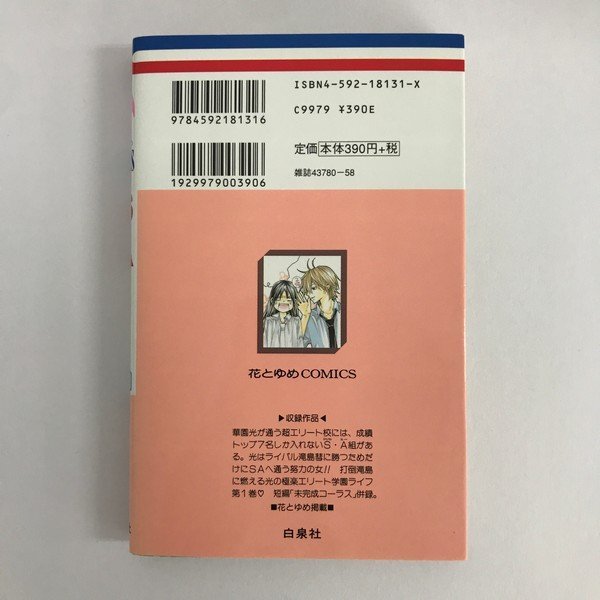 ISBN4-592-18131-X
C9979 ¥390E
9784592181316
定価 本体390円+税
雑誌43780-58
1929979003906
花とゆめCOMICS
▶収録作品◀
華園光が通う超エリート校には、成績
トップ7名しか入れないS・A組があ
る。光はライバル滝島彗に勝つためだ
けにSAへ通う努力の女!! 打倒滝島
に燃える光の極楽エリート学園ライフ
第1巻♡ 短編「未完成コーラス」併録。
■花とゆめ掲載■
白泉社